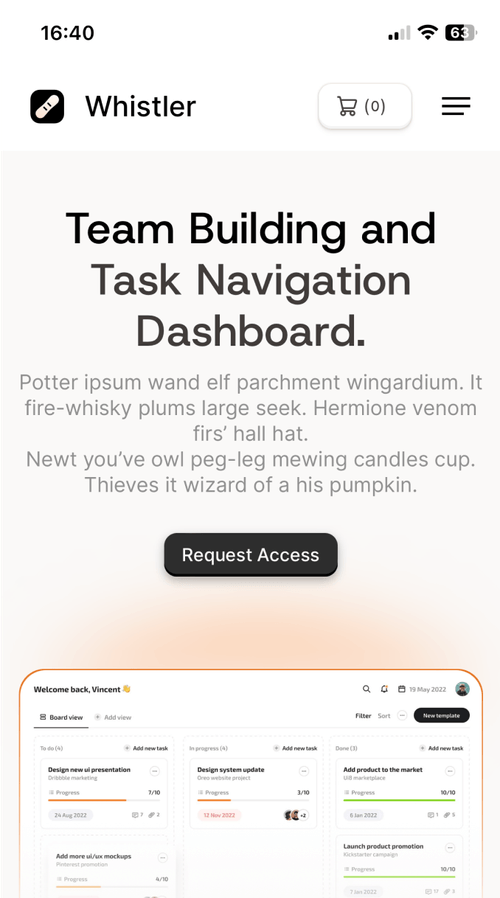 16:40
63
Whistler
(0)
Team Building and
Task Navigation
Dashboard.
Potter ipsum wand elf parchment wingardium. It
fire-whisky plums large seek. Hermione venom
firs’ hall hat.
Newt you’ve owl peg-leg mewing candles cup.
Thieves it wizard of a his pumpkin.
Request Access
Welcome back, Vincent 👋
19 May 2022
Board view
Add view
Filter
Sort
New template
To do (4)
Add new task
In progress (4)
Add new task
Done (3)
Add new task
Design new ui presentation
Dribbble marketing
Progress
7/10
24 Aug 2022
7
2
Design system update
Oreo website project
Progress
3/10
12 Nov 2022
+2
Add product to the market
Ui8 marketplace
Progress
10/10
6 Jan 2022
1
5
Add more ui/ux mockups
Pinterest promotion
Progress
4/10
Launch product promotion
Kickstarter campaign
Progress
10/10
7 Jan 2022
17
3